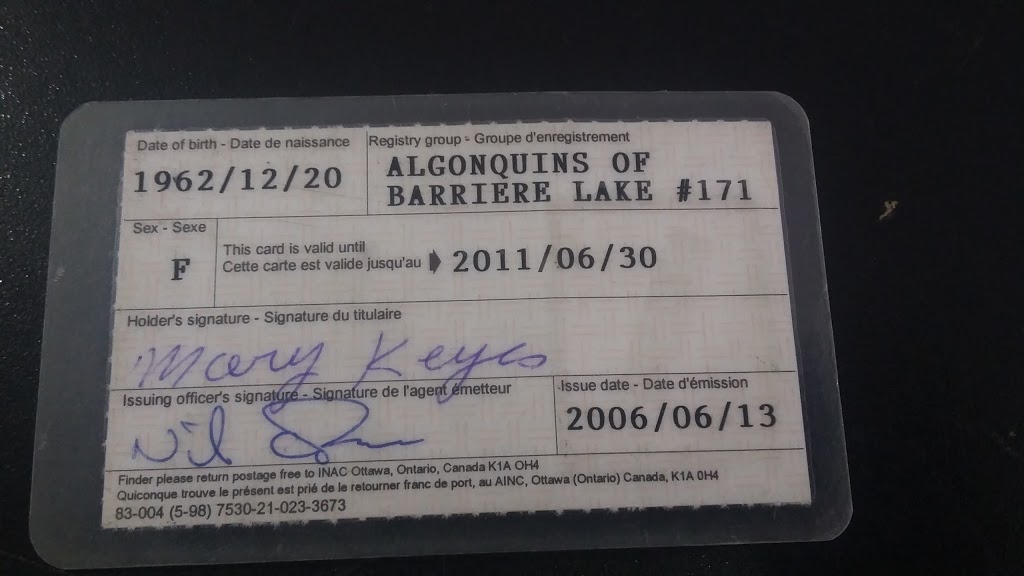 Date of birth - Date de naissance
1962/12/20
Registry group - Groupe d'enregistrement
ALGONQUINS OF
BARRIERE LAKE #171
Sex - Sexe
F
This card is valid until
Cette carte est valide jusqu'au
2011/06/30
Holder's signature - Signature du titulaire
Mary Keyes
Issuing officer's signature - Signature de l'agent émetteur
Issue date - Date d'émission
2006/06/13
Finder please return postage free to INAC Ottawa, Ontario, Canada K1A OH4
Quiconque trouve le présent est prié de le retourner franc de port, au AINC, Ottawa (Ontario) Canada, K1A 0H4
83-004 (5-98) 7530-21-023-3673